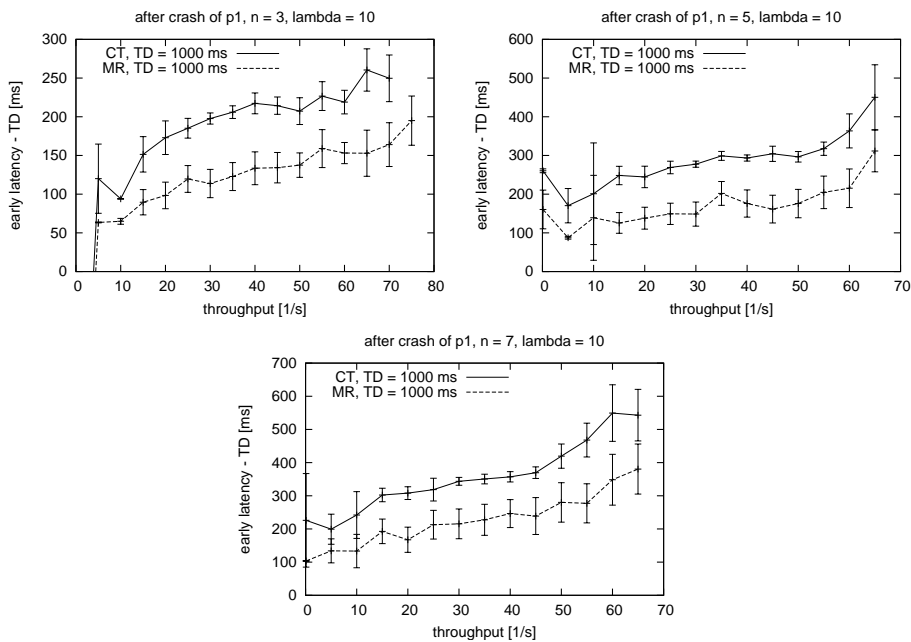 after crash of p1, n = 3, lambda = 10
300
250
200
150
100
50
0
early latency - TD [ms]
CT, TD = 1000 ms
MR, TD = 1000 ms
0 10 20 30 40 50 60 70 80
throughput [1/s]
after crash of p1, n = 5, lambda = 10
600
500
400
300
200
100
0
early latency - TD [ms]
CT, TD = 1000 ms
MR, TD = 1000 ms
0 10 20 30 40 50 60 70
throughput [1/s]
after crash of p1, n = 7, lambda = 10
700
600
500
400
300
200
100
0
early latency - TD [ms]
CT, TD = 1000 ms
MR, TD = 1000 ms
0 10 20 30 40 50 60 70
throughput [1/s]